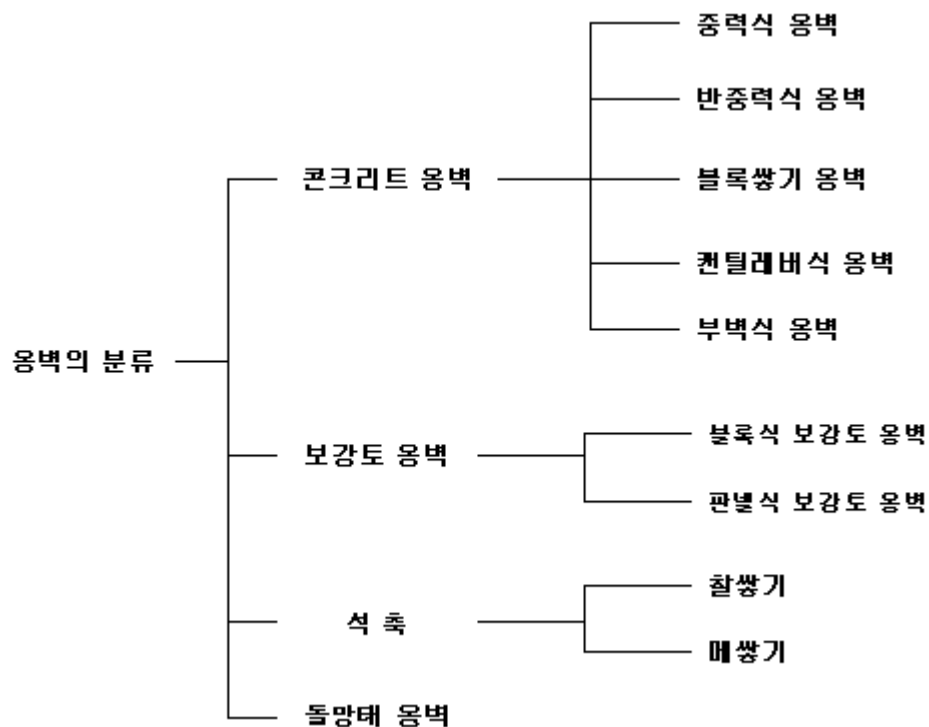 옹벽의 분류
콘크리트 옹벽
중력식 옹벽
반중력식 옹벽
블록쌓기 옹벽
캔틸레버식 옹벽
부벽식 옹벽
보강토 옹벽
블록식 보강토 옹벽
판넬식 보강토 옹벽
석 축
찰쌓기
메쌓기
돌망태 옹벽